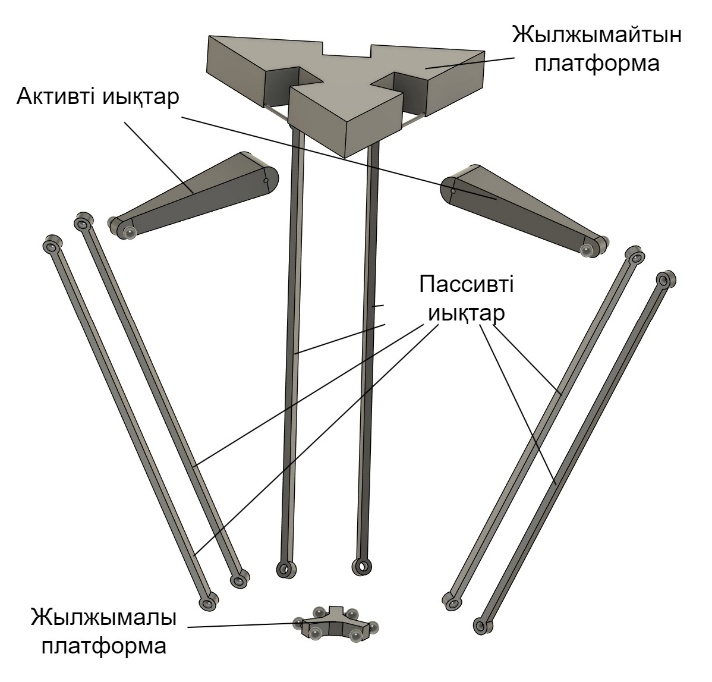 Жылжымайтын
платформа
Активті иықтар
Пассивті
иықтар
Жылжымалы
платформа